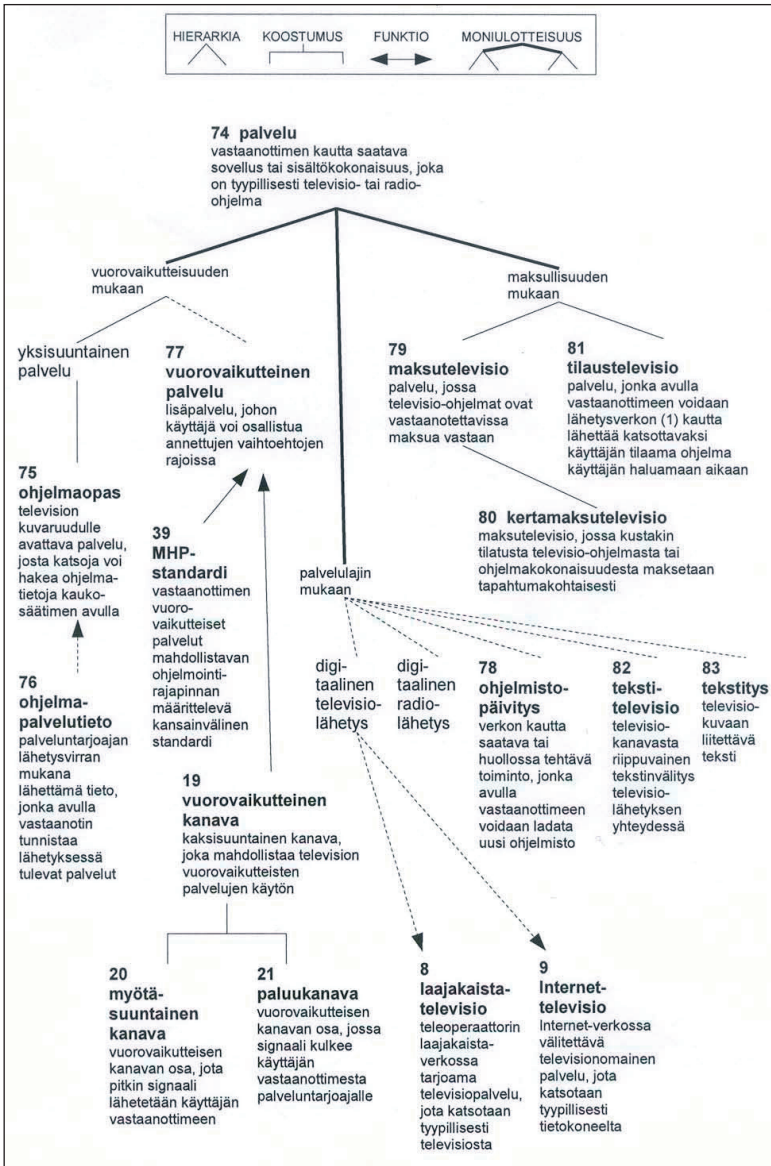 HIERARKIA KOOSTUMUS FUNKTIO MONIULOTTEISUUS
74 palvelu
vastaanottimen kautta saatava
sovellus tai sisältökokonaisuus, joka
on tyypillisesti televisio- tai radio-
ohjelma
vuorovaikutteisuuden
mukaan
maksullisuuden
mukaan
yksisuuntainen
palvelu
77
vuorovaikutteinen
palvelu
lisäpalvelu, johon
käyttäjä voi osallistua
annettujen vaihtoehtojen
rajoissa
79
maksutelevisio
palvelu, jossa
televisio-ohjelmat ovat
vastaanotettavissa
maksua vastaan
81
tilaustelevisio
palvelu, jonka avulla
vastaanottimeen voidaan
lähetysverkon (1) kautta
lähettää katsottavaksi
käyttäjän tilaama ohjelma
käyttäjän haluamaan aikaan
75
ohjelmaopas
television
kuvaruudulle
avattava palvelu,
josta katsoja voi
hakea ohjelma-
tietoja kauko-
säätimen avulla
39
MHP-
standardi
vastaanottimen
vuoro-
vaikutteiset
palvelut
mahdollistavan
ohjelmointi-
rajapinnan
määrittelevä
kansainvälinen
standardi
80 kertamaksutelevisio
maksutelevisio, jossa kustakin
tilatusta televisio-ohjelmasta tai
ohjelmakokonaisuudesta maksetaan
tapahtumakohtaisesti
palvelulajin
mukaan
76
ohjelma-
palvelutieto
palveluntarjoajan
lähetysvirran
mukana
lähettämä tieto,
jonka avulla
vastaanotin
tunnistaa
lähetyksessä
tulevat palvelut
digi-
taalinen
televisio-
lähetys
digi-
taalinen
radio-
lähetys
78
ohjelmisto-
päivitys
verkon kautta
saatava tai
huollossa tehtävä
toiminto, jonka
avulla
vastaanottimeen
voidaan ladata
uusi ohjelmisto
82
teksti-
televisio
televisio-
kanavasta
riippuvainen
tekstinvälitys
televisio-
lähetyksen
yhteydessä
83
tekstitys
televisio-
kuvaan
liitettävä
teksti
19
vuorovaikutteinen
kanava
kaksisuuntainen kanava,
joka mahdollistaa television
vuorovaikutteisten
palvelujen käytön
20
myötä-
suuntainen
kanava
vuorovaikutteisen
kanavan osa, jota
pitkin signaali
lähetetään käyttäjän
vastaanottimeen
21
paluukanava
vuorovaikutteisen
kanavan osa, jossa
signaali kulkee
käyttäjän
vastaanottimesta
palveluntarjoajalle
8
laajakaista-
televisio
teleoperaattorin
laajakaista-
verkossa
tarjoama
televisiopalvelu,
jota katsotaan
tyypillisesti
televisiosta
9
Internet-
televisio
Internet-verkossa
välitettävä
televisionomainen
palvelu, jota
katsotaan
tyypillisesti
tietokoneelta